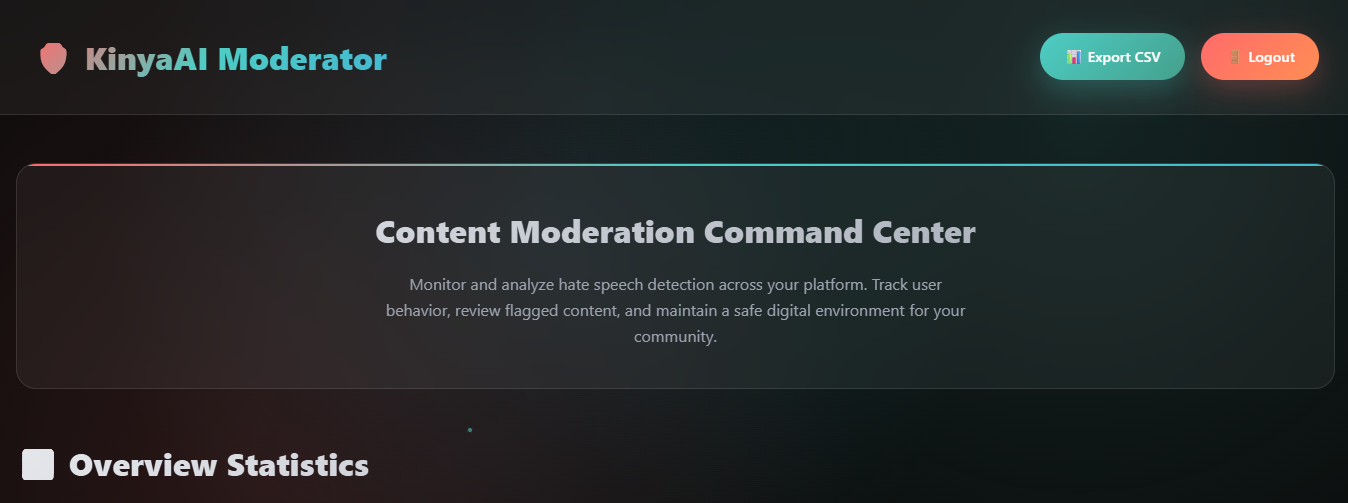 KinyaAI Moderator
Export CSV
Logout
Content Moderation Command Center
Monitor and analyze hate speech detection across your platform. Track user
behavior, review flagged content, and maintain a safe digital environment for your
community.
Overview Statistics